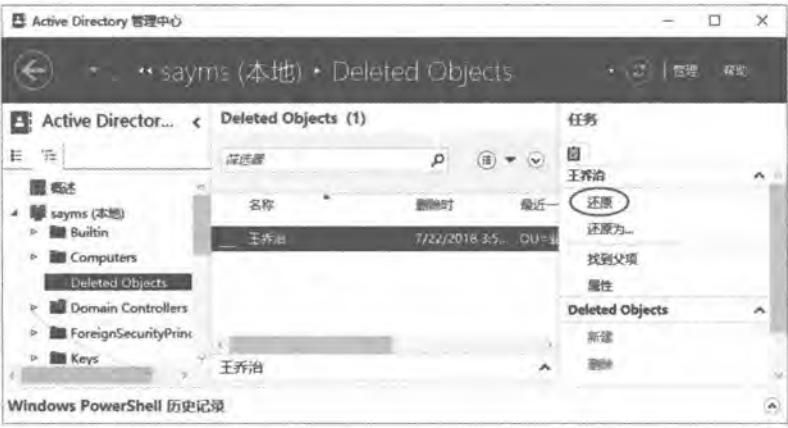 Active Directory 管理中心
sayms (本地) • Deleted Objects
管理 帮助
Active Director...
概述
sayms (本地)
Builtin
Computers
Deleted Objects
Domain Controllers
ForeignSecurityPrinc
Keys
Deleted Objects (1)
筛选器
名称 删除时 最近一
王乔治 7/22/2018 3:5... OU=
王乔治
任务
王乔治
还原
还原为...
找到父项
属性
Deleted Objects
新建
删除
Windows PowerShell 历史记录